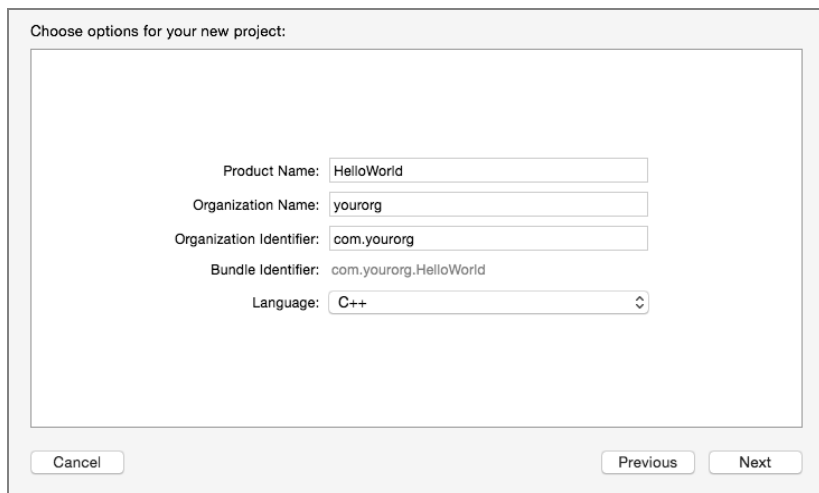 Choose options for your new project:
Product Name: HelloWorld
Organization Name: yourorg
Organization Identifier: com.yourorg
Bundle Identifier: com.yourorg.HelloWorld
Language: C++
Cancel Previous Next